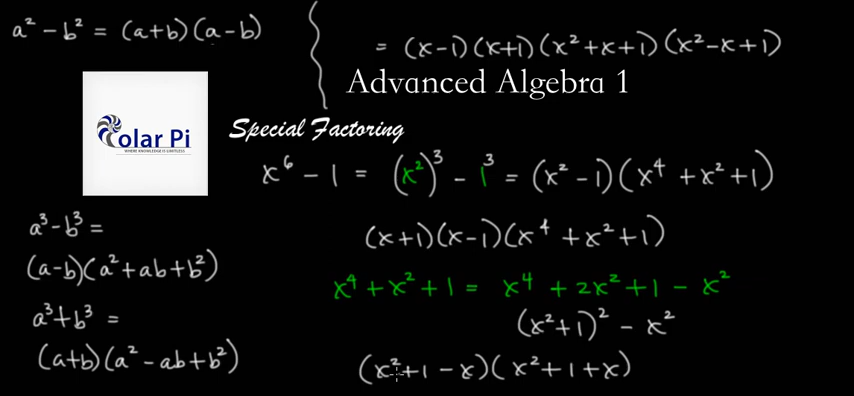 a² - b² = (a+b)(a-b)
= (x-1)(x+1)(x²+x+1)(x²-x+1)
Advanced Algebra 1
olar Pi
WHERE KNOWLEDGE IS LIMITLESS
Special Factoring
x⁶ - 1 = (x²)³ - 1³ = (x² - 1)(x⁴ + x² + 1)
a³ - b³ =
(a-b)(a² + ab + b²)
a³ + b³ =
(a+b)(a² - ab + b²)
(x+1)(x-1)(x⁴ + x² + 1)
x⁴ + x² + 1 = x⁴ + 2x² + 1 - x²
(x²+1)² - x²
(x²+1 - x)(x²+1+x)